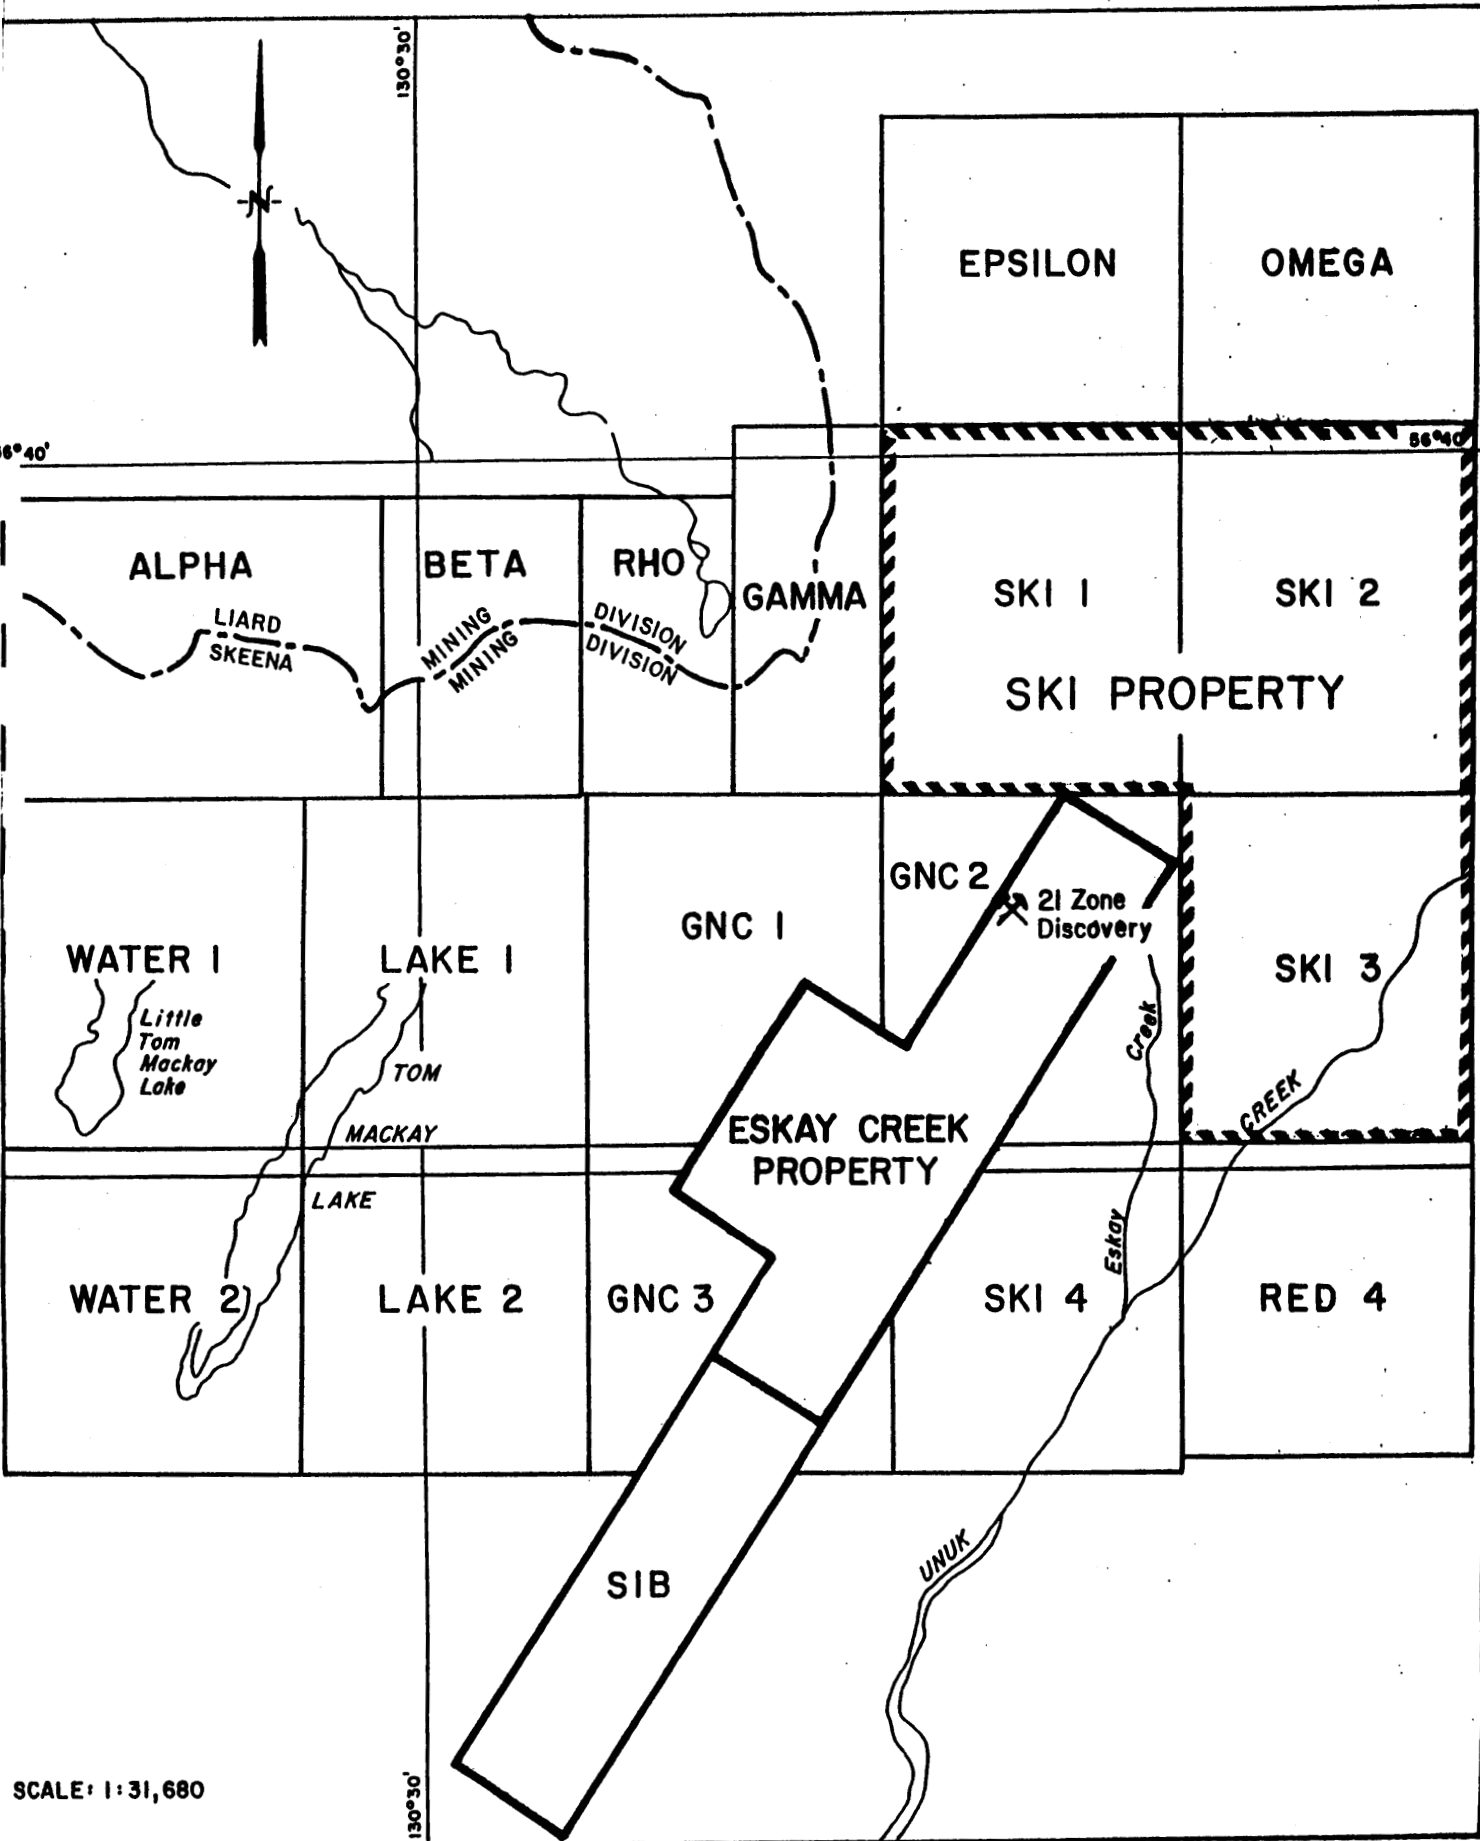 130°30'
N
EPSILON
OMEGA
56°40'
56°40'
ALPHA
BETA
RHO
GAMMA
SKI 1
SKI 2
LIARD
SKEENA
MINING
MINING
DIVISION
DIVISION
SKI PROPERTY
GNC 2
21 Zone
Discovery
GNC 1
WATER 1
LAKE 1
SKI 3
Little
Tom
Mackay
Lake
TOM
MACKAY
LAKE
Creek
Eskay
CREEK
ESKAY CREEK
PROPERTY
WATER 2
LAKE 2
GNC 3
SKI 4
RED 4
UNUK
SIB
SCALE: 1:31,680
130°30'